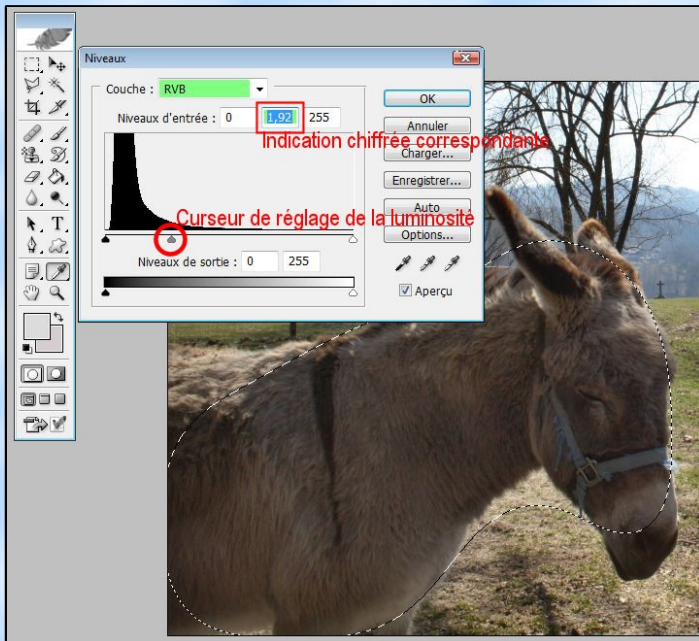 Niveaux
Couche : RVB
OK
Niveaux d'entrée : 0 1,92 255
Annuler
Indication chiffrée correspondante
Charger...
Enregistrer...
Auto
Curseur de réglage de la luminosité
Options...
Niveaux de sortie : 0 255
Aperçu
T